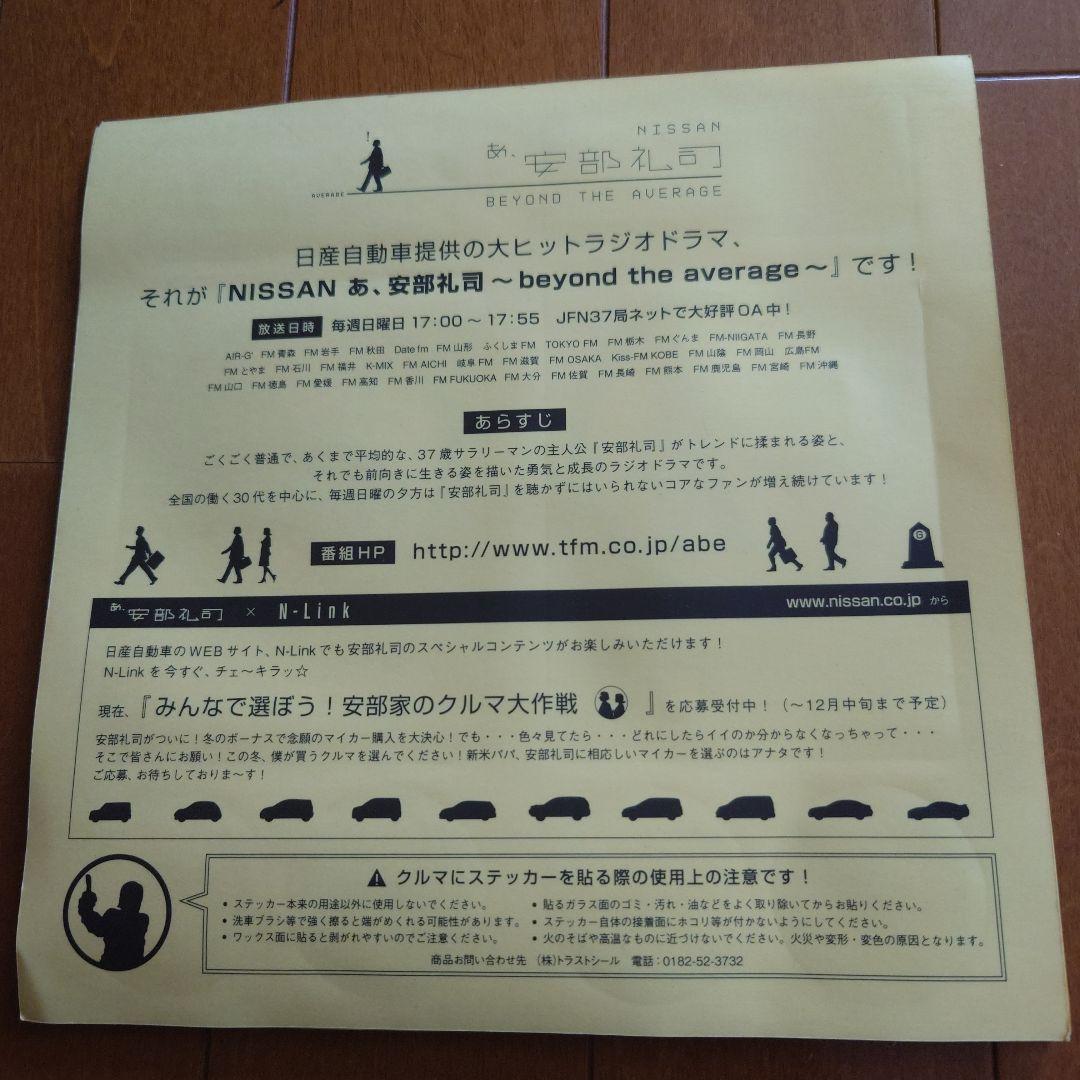 !
NISSAN
あ、安部礼司
AVERAGE
BEYOND THE AVERAGE
日産自動車提供の大ヒットラジオドラマ、
それが『NISSAN あ、安部礼司 ～beyond the average～』です！
放送日時 毎週日曜日 17:00 ～ 17:55 JFN37局ネットで大好評OA中！
AIR-G' FM青森 FM岩手 FM秋田 Date fm FM山形 ふくしまFM TOKYO FM FM栃木 FMぐんま FM-NIIGATA FM長野
FMとやま FM石川 FM福井 K-MIX FM AICHI 岐阜FM FM滋賀 FM OSAKA Kiss-FM KOBE FM山陰 FM岡山 広島FM
FM山口 FM徳島 FM愛媛 FM高知 FM香川 FM FUKUOKA FM大分 FM佐賀 FM長崎 FM熊本 FM鹿児島 FM宮崎 FM沖縄
あらすじ
ごくごく普通で、あくまで平均的な、37歳サラリーマンの主人公『安部礼司』がトレンドに揉まれる姿と、
それでも前向きに生きる姿を描いた勇気と成長のラジオドラマです。
全国の働く30代を中心に、毎週日曜の夕方は『安部礼司』を聴かずにはいられないコアなファンが増え続けています！
番組HP http://www.tfm.co.jp/abe
G
あ、安部礼司 × N-Link www.nissan.co.jp から
日産自動車のWEBサイト、N-Linkでも安部礼司のスペシャルコンテンツがお楽しみいただけます！
N-Linkを今すぐ、チェ～キラッ☆
現在、『みんなで選ぼう！安部家のクルマ大作戦 』を応募受付中！（～12月中旬まで予定）
安部礼司がついに！冬のボーナスで念願のマイカー購入を大決心！でも・・・色々見てたら・・・どれにしたらイイのか分からなくなっちゃって・・・
そこで皆さんにお願い！この冬、僕が買うクルマを選んでください！新米パパ、安部礼司に相応しいマイカーを選ぶのはアナタです！
ご応募、お待ちしておりま～す！
クルマにステッカーを貼る際の使用上の注意です！
• ステッカー本来の用途以外に使用しないでください。
• 洗車ブラシ等で強く擦ると端がめくれる可能性があります。
• ワックス面に貼ると剥がれやすいのでご注意ください。
• 貼るガラス面のゴミ・汚れ・油などをよく取り除いてからお貼りください。
• ステッカー自体の接着面にホコリ等が付かないようにしてください。
• 火のそばや高温なものに近づけないでください。火災や変形・変色の原因となります。
商品お問い合わせ先 （株）トラストシール 電話：0182-52-3732